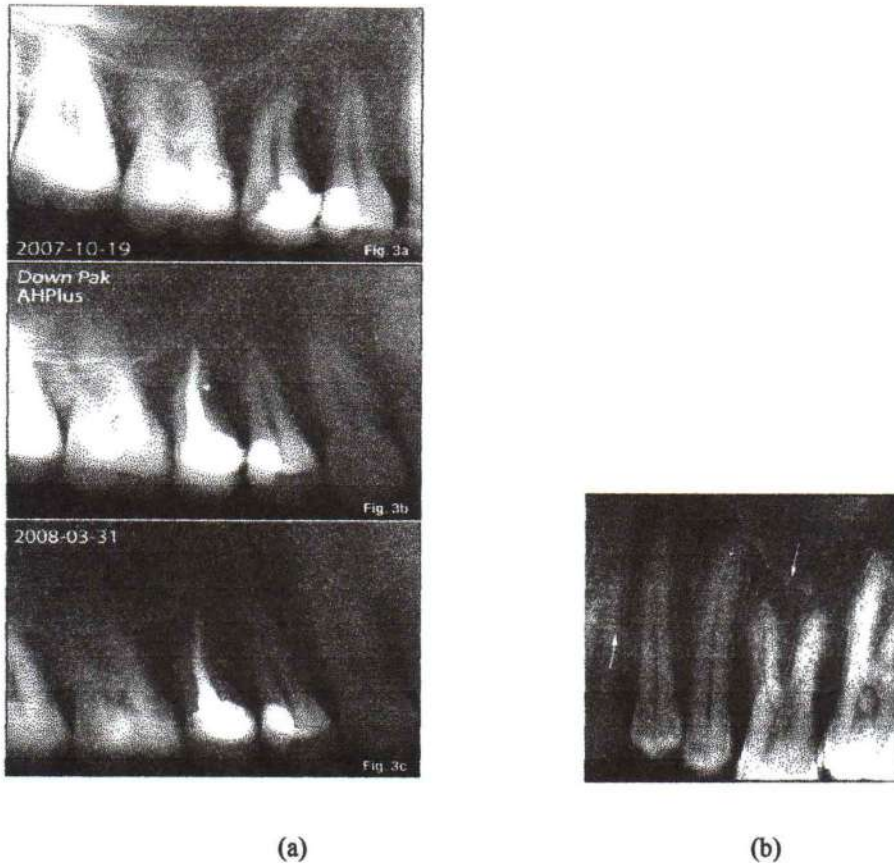 2007-10-19
Fig. 3a
Down Pak
AHPlus
Fig. 3b
2008-03-31
Fig. 3c
(a)
(b)